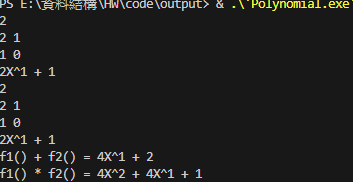 PS E:\資料結構\HW\code\output> & .\'Polynomial.exe'
2
2 1
1 0
2X^1 + 1
2
2 1
1 0
2X^1 + 1
f1() + f2() = 4X^1 + 2
f1() * f2() = 4X^2 + 4X^1 + 1